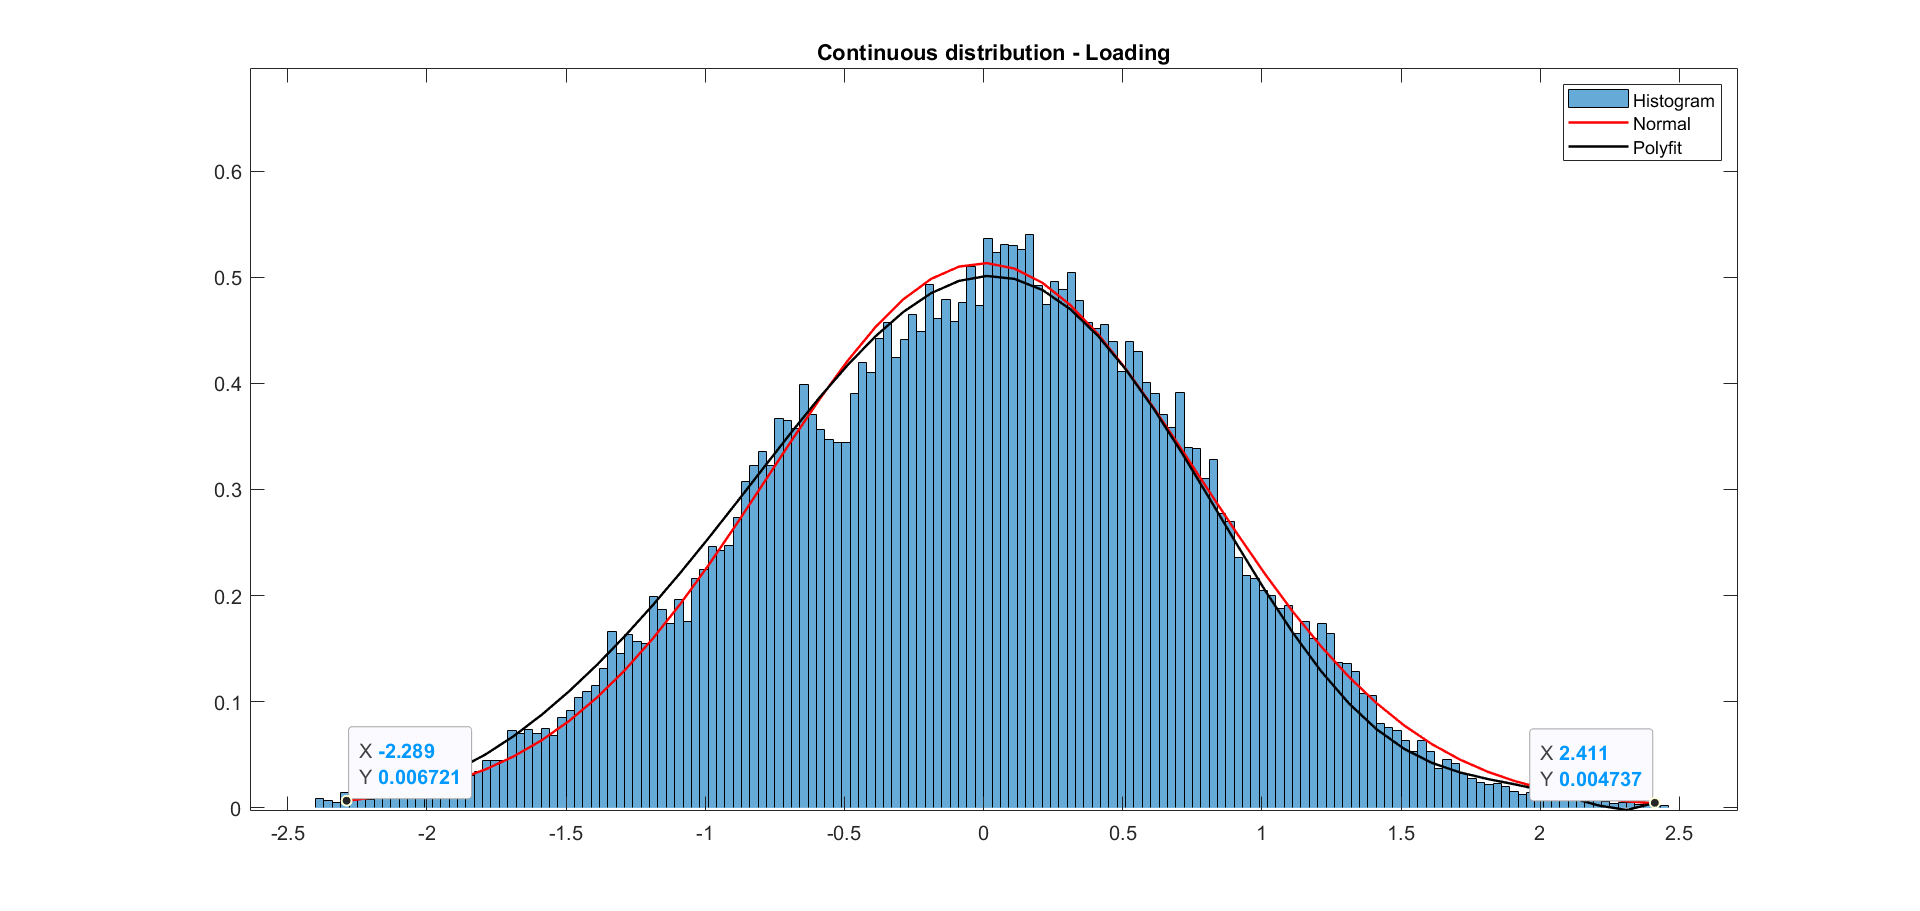 Continuous distribution - Loading
Histogram
Normal
Polyfit
0.6
0.5
0.4
0.3
0.2
0.1
0
X -2.289
Y 0.006721
X 2.411
Y 0.004737
-2.5 -2 -1.5 -1 -0.5 0 0.5 1 1.5 2 2.5